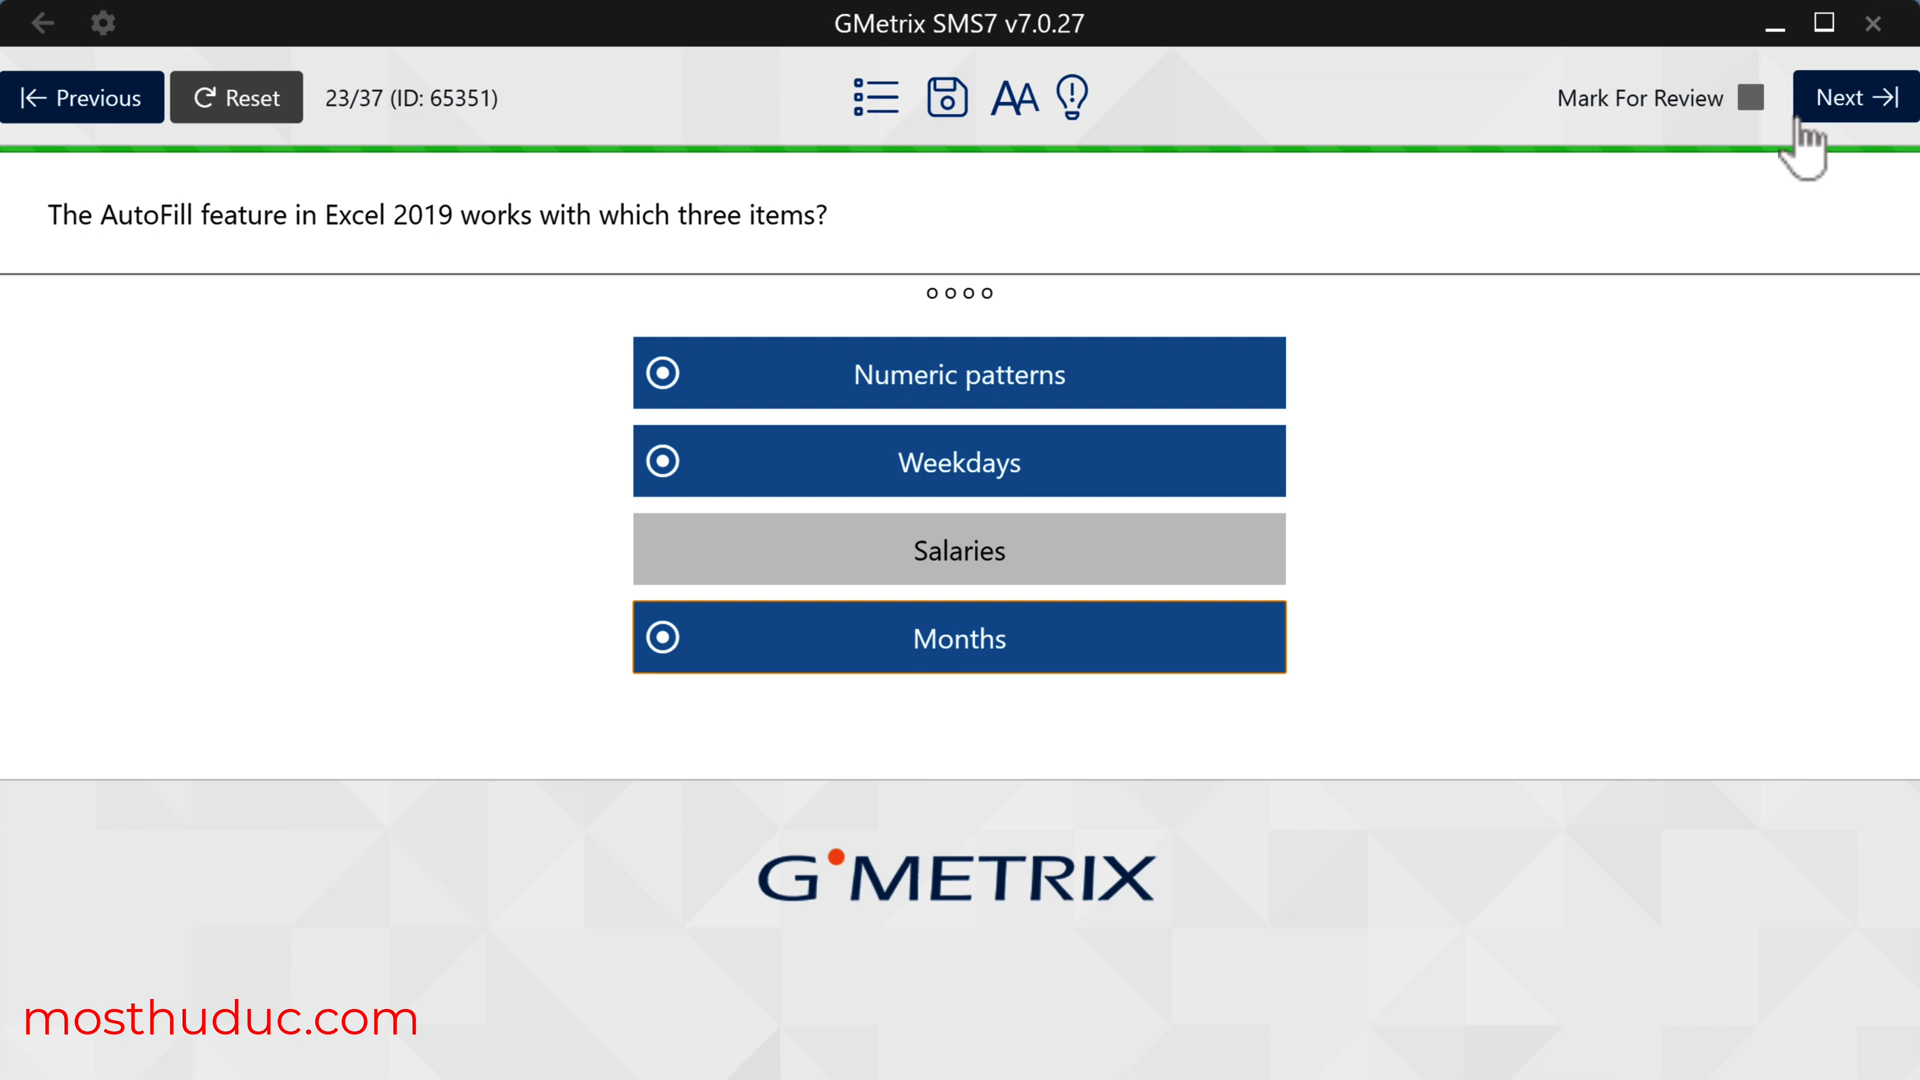 GMetrix SMS7 v7.0.27
Previous
Reset
23/37 (ID: 65351)
AA
Mark For Review
Next
The AutoFill feature in Excel 2019 works with which three items?
Numeric patterns
Weekdays
Salaries
Months
GMETRIX
mosthuduc.com